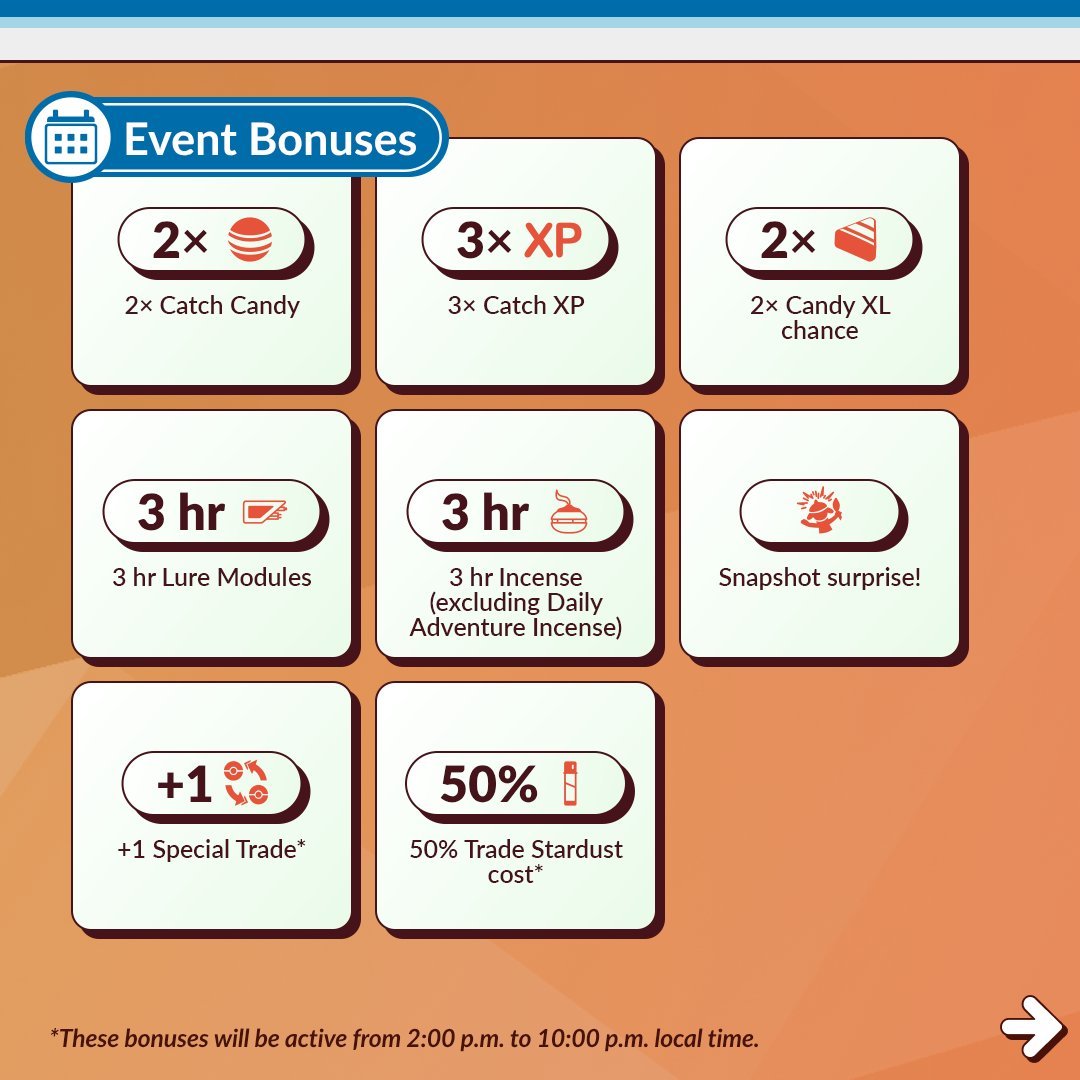 Event Bonuses
2×
2× Catch Candy
3× XP
3× Catch XP
2×
2× Candy XL
chance
3 hr
3 hr Lure Modules
3 hr
3 hr Incense
(excluding Daily
Adventure Incense)
Snapshot surprise!
+1
+1 Special Trade*
50%
50% Trade Stardust
cost*
*These bonuses will be active from 2:00 p.m. to 10:00 p.m. local time.